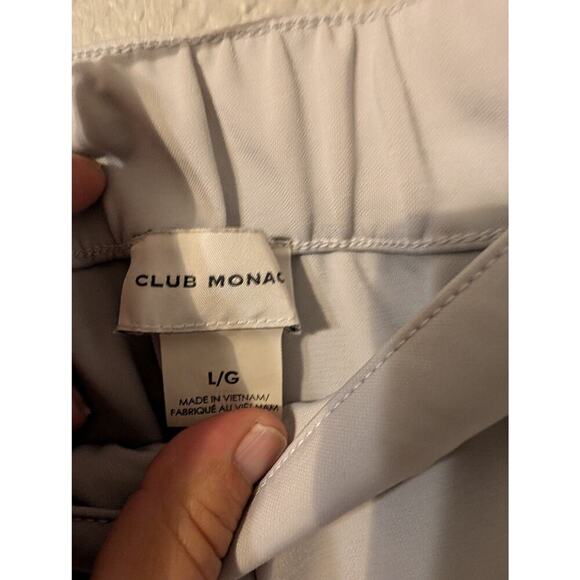 CLUB MONAC
L/G
MADE IN VIETNAM/
FABRIQUÉ AU VIETNAM